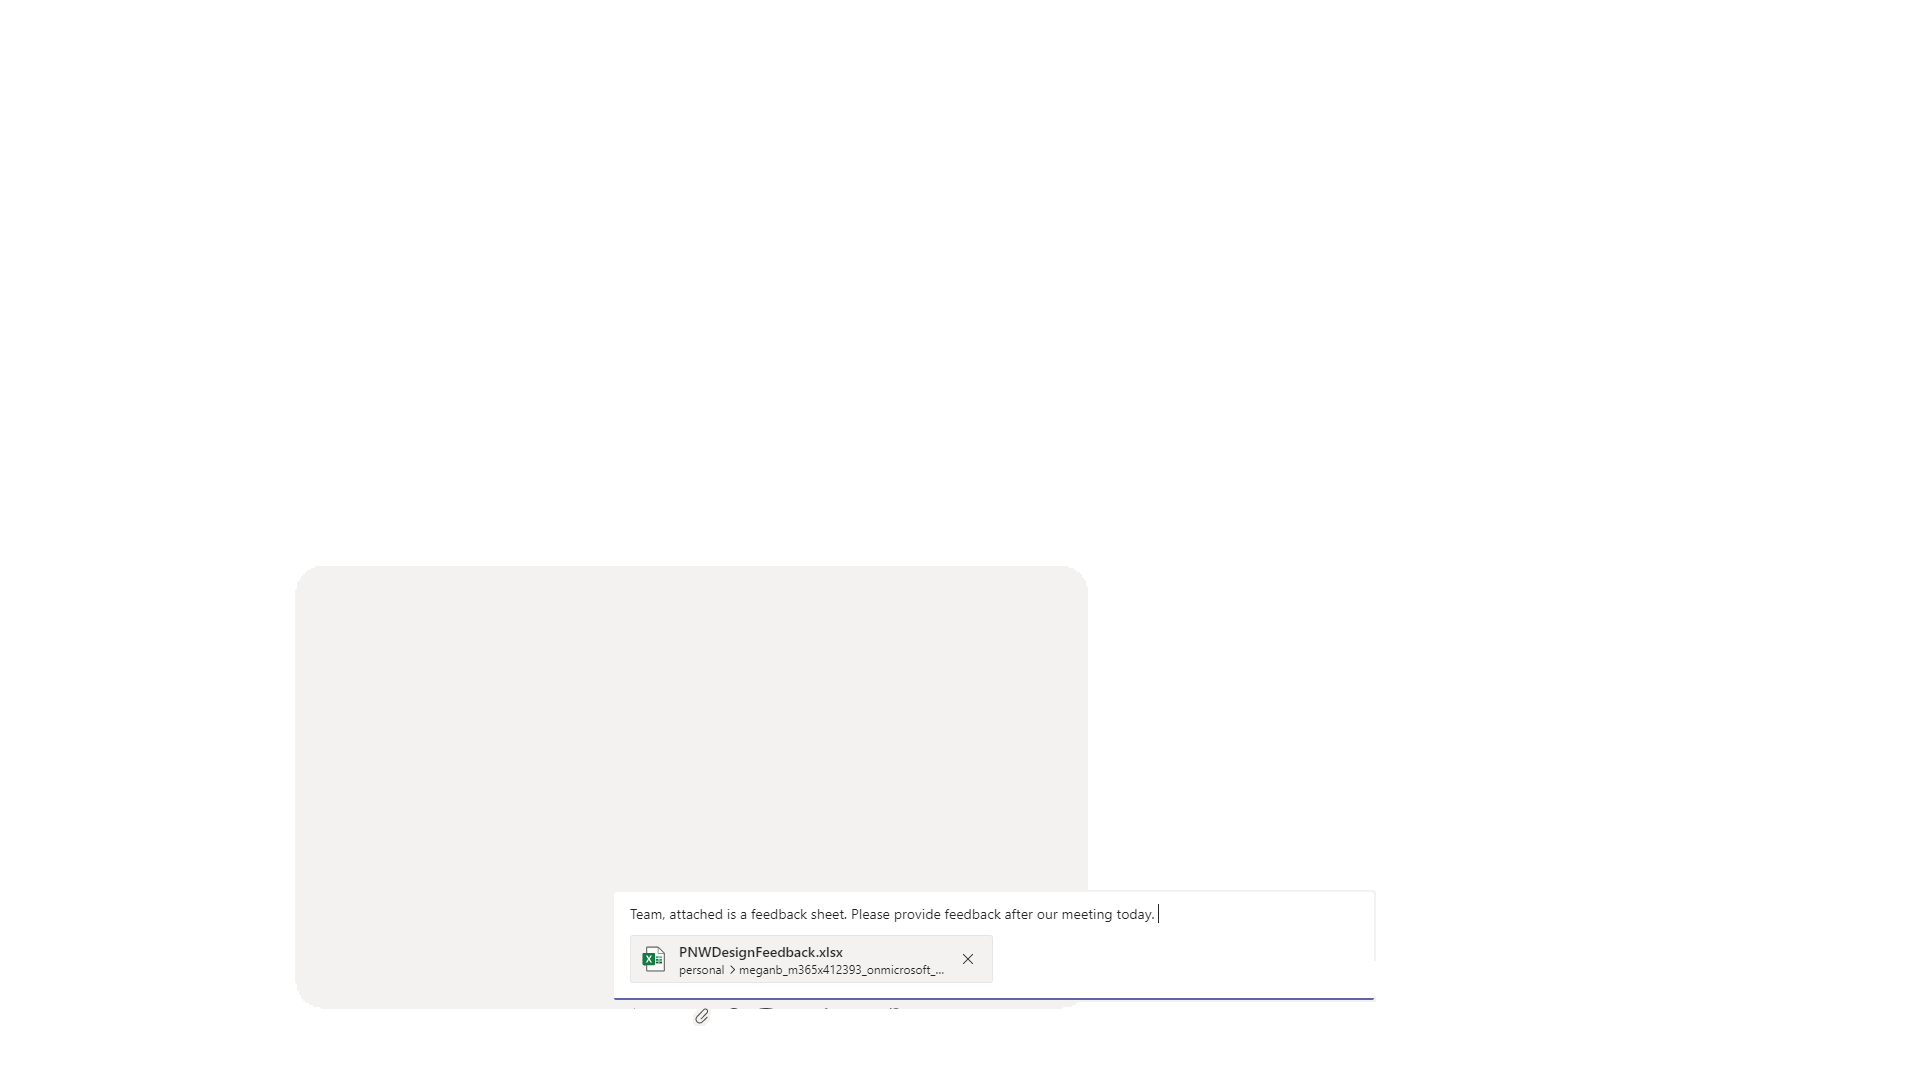 Team, attached is a feedback sheet. Please provide feedback after our meeting today.
PNWDesignFeedback.xlsx
personal > meganb_m365x412393_onmicrosoft_...